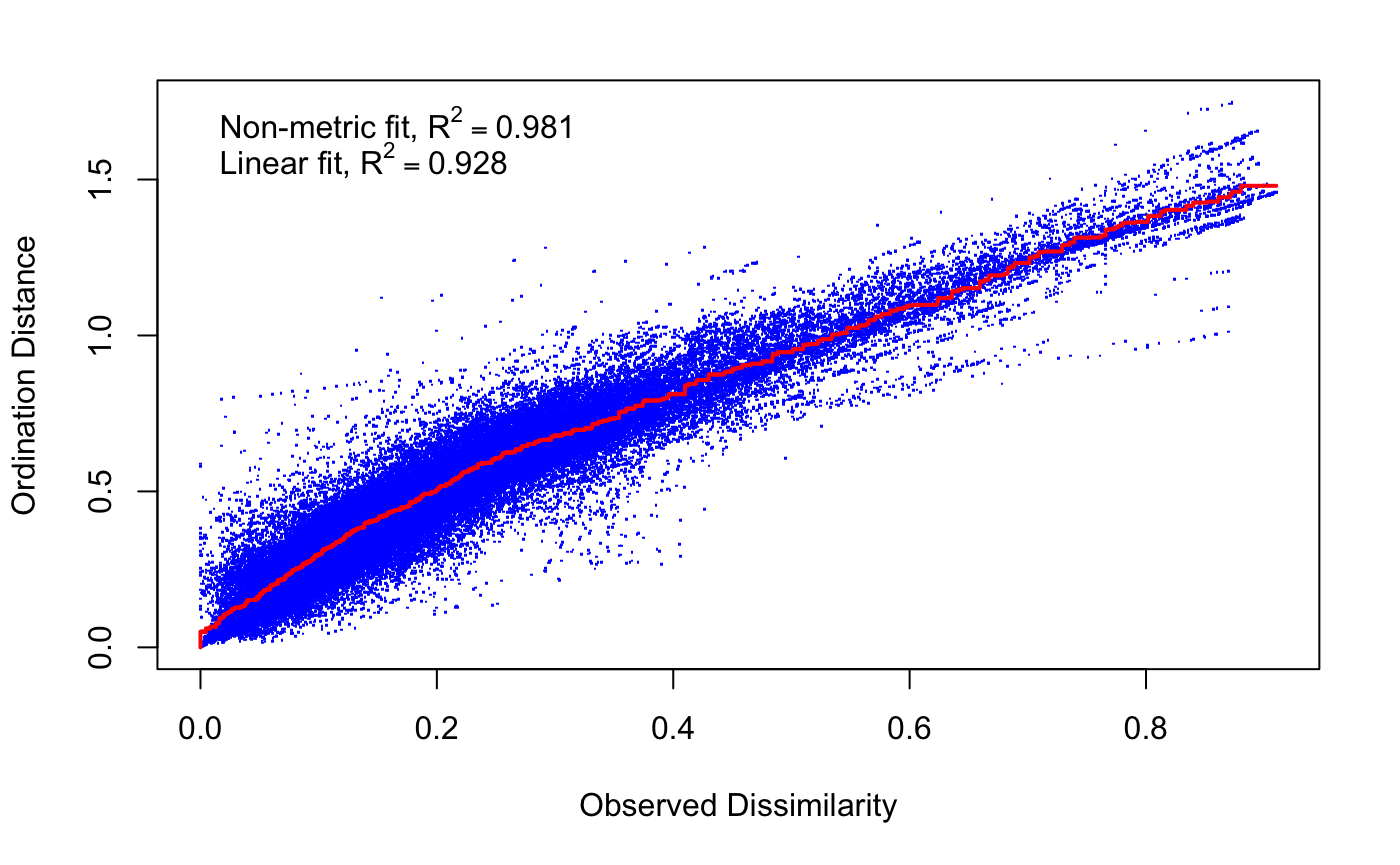 Non-metric fit, R² = 0.981
Linear fit, R² = 0.928
Ordination Distance
0.0
0.5
1.0
1.5
0.0 0.2 0.4 0.6 0.8
Observed Dissimilarity